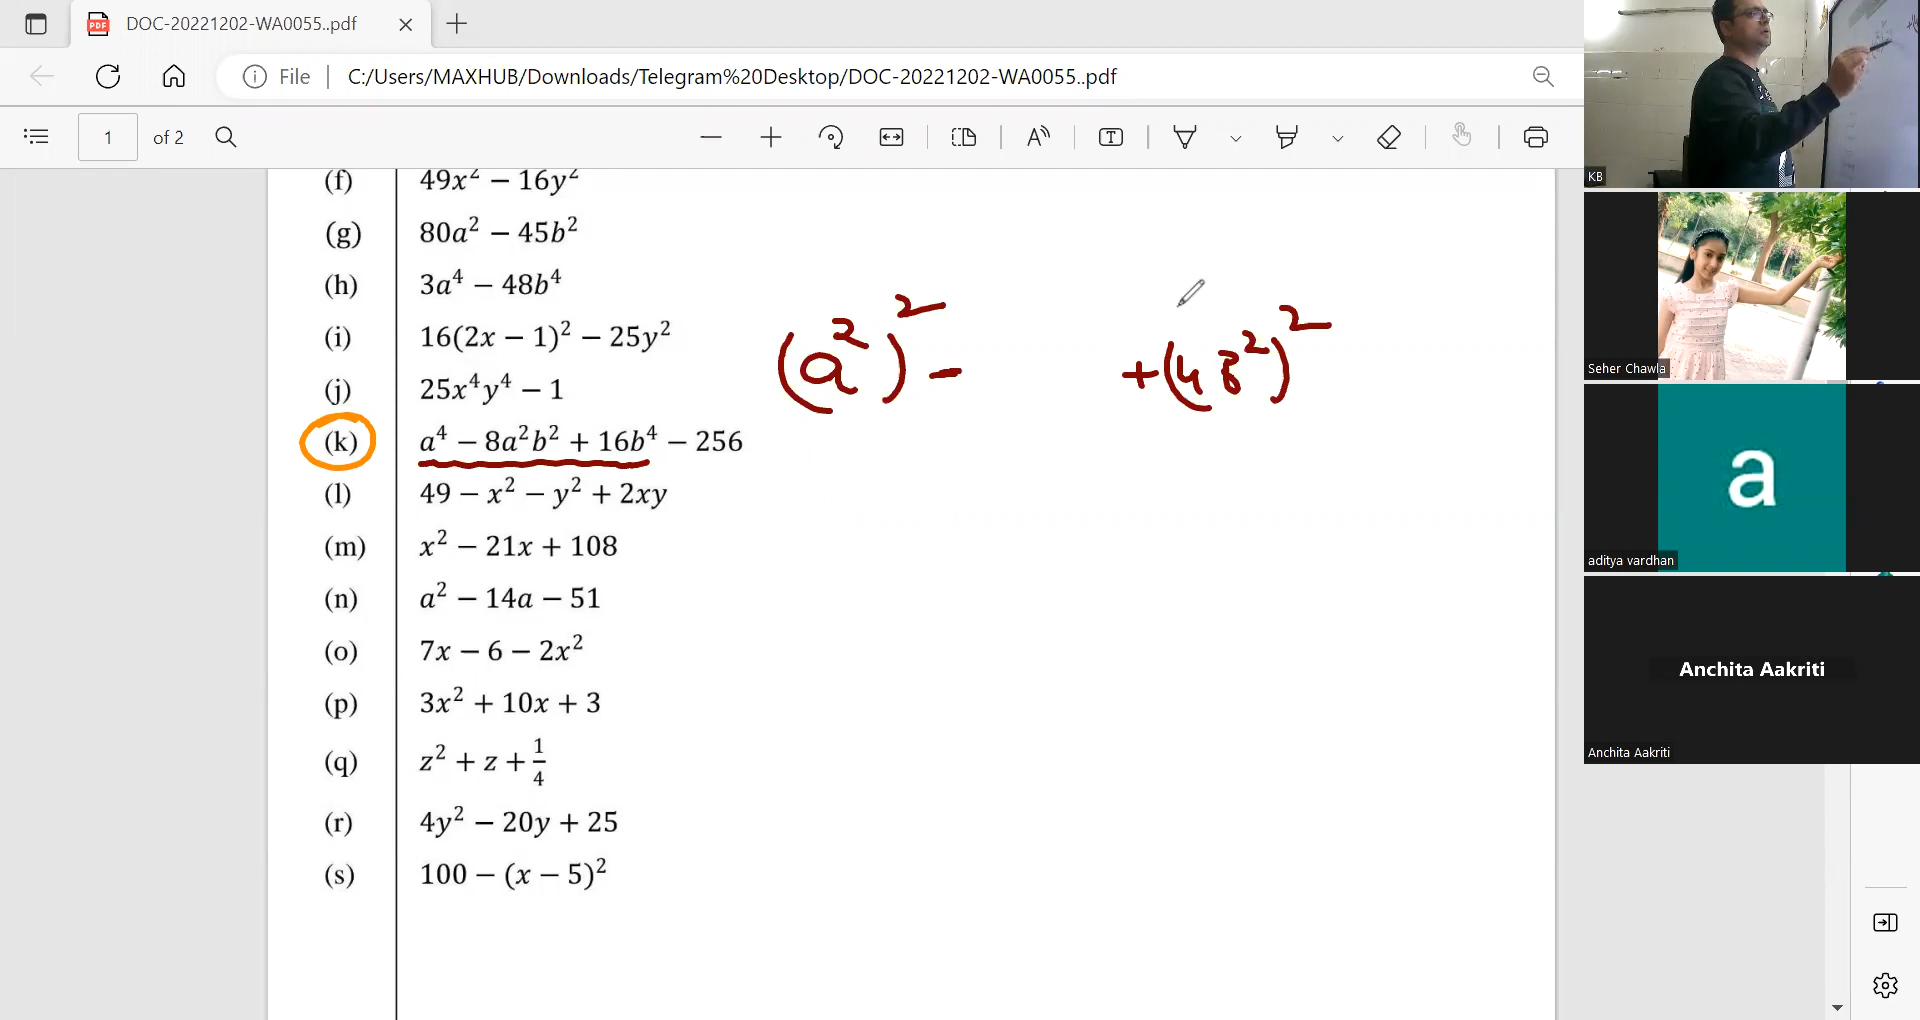 DOC-20221202-WA0055..pdf
File | C:/Users/MAXHUB/Downloads/Telegram%20Desktop/DOC-20221202-WA0055..pdf
1 of 2
KB
(f) 49x² − 16y²
(g) 80a² − 45b²
(h) 3a⁴ − 48b⁴
(i) 16(2x − 1)² − 25y²
(a²)² − + (4b²)²
(j) 25x⁴y⁴ − 1
(k) a⁴ − 8a²b² + 16b⁴ − 256
(l) 49 − x² − y² + 2xy
(m) x² − 21x + 108
(n) a² − 14a − 51
(o) 7x − 6 − 2x²
(p) 3x² + 10x + 3
(q) z² + z + 1/4
(r) 4y² − 20y + 25
(s) 100 − (x − 5)²
Seher Chawla
a
aditya vardhan
Anchita Aakriti
Anchita Aakriti